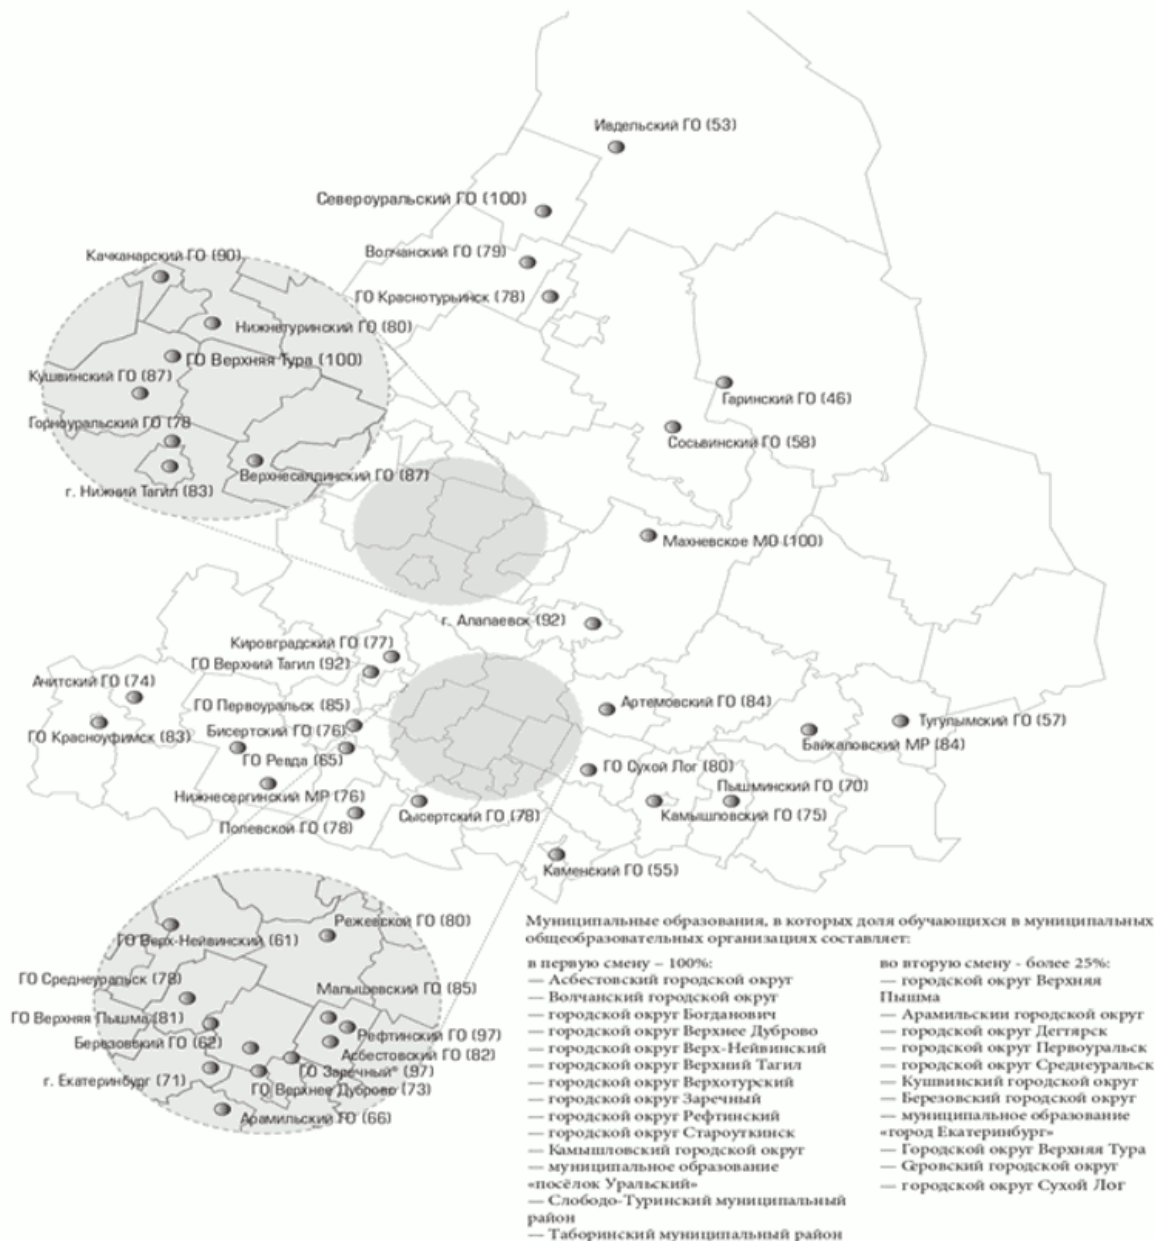 Ивдельский ГО (53)
Североуральский ГО (100)
Волчанский ГО (79)
Качканарский ГО (90)
ГО Краснотурьинск (78)
Нижнетуринский ГО (80)
ГО Верхняя Тура (100)
Кушвинский ГО (87)
Гаринский ГО (46)
Горноуральский ГО (78
Сосьвинский ГО (58)
Верхнесалдинский ГО (87)
г. Нижний Тагил (83)
Махневское МО (100)
г. Алапаевск (92)
Кировградский ГО (77)
ГО Верхний Тагил (92)
Ачитский ГО (74)
ГО Первоуральск (85)
Артемовский ГО (84)
Тугулымский ГО (57)
Бисертский ГО (76)
ГО Красноуфимск (83)
Байкаловский МР (84)
ГО Ревда (65)
ГО Сухой Лог (80)
Пышминский ГО (70)
Нижнесергинский МР (76)
Сысертский ГО (78)
Камышловский ГО (75)
Полевской ГО (78)
Каменский ГО (55)
Режевской ГО (80)
ГО Верх-Нейвинский (61)
ГО Среднеуральск (78)
Малышевский ГО (85)
ГО Верхняя Пышма (81)
Рефтинский ГО (97)
Березовский ГО (62)
Асбестовский ГО (82)
ГО Заречный* (97)
г. Екатеринбург (71)
ГО Верхнее Дуброво (73)
Арамильский ГО (66)
Муниципальные образования, в которых доля обучающихся в муниципальных
общеобразовательных организациях составляет:
в первую смену – 100%:
— Асбестовский городской округ
— Волчанский городской округ
— городской округ Богданович
— городской округ Верхнее Дуброво
— городской округ Верх-Нейвинский
— городской округ Верхний Тагил
— городской округ Верхотурский
— городской округ Заречный
— городской округ Рефтинский
— городской округ Староуткинск
— Камышловский городской округ
— муниципальное образование
«посёлок Уральский»
— Слободо-Туринский муниципальный
район
— Таборинский муниципальный район
во вторую смену - более 25%:
— городской округ Верхняя
Пышма
— Арамильский городской округ
— городской округ Дегтярск
— городской округ Первоуральск
— городской округ Среднеуральск
— Кушвинский городской округ
— Березовский городской округ
— муниципальное образование
«город Екатеринбург»
— Городской округ Верхняя Тура
— Серовский городской округ
— городской округ Сухой Лог